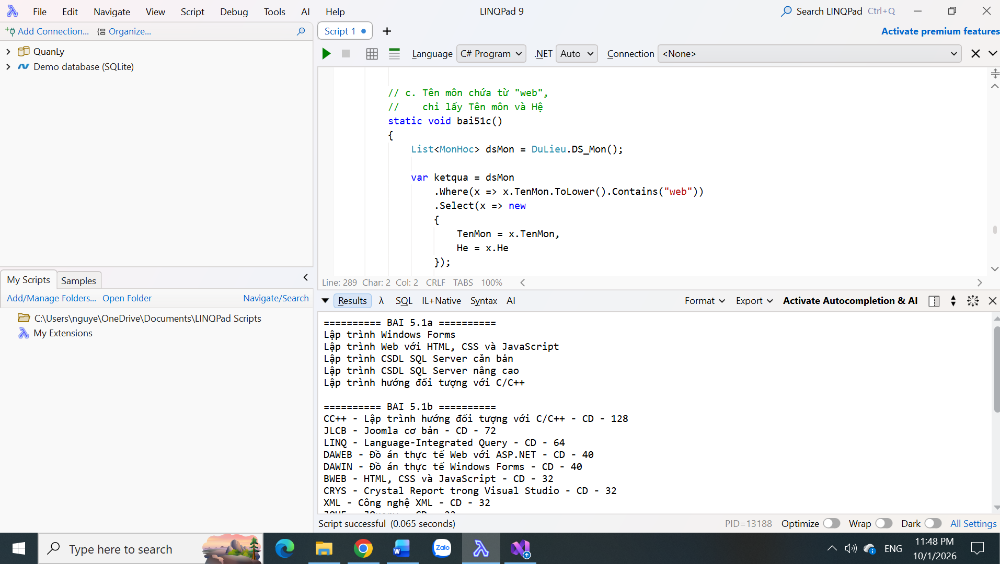 File Edit Navigate View Script Debug Tools AI Help
LINQPad 9
Search LINQPad Ctrl+Q
Add Connection... Organize...
Script 1
Activate premium features
QuanLy
Demo database (SQLite)
Language C# Program .NET Auto Connection <None>
// c. Tên môn chứa từ "web",
// chỉ lấy Tên môn và Hệ
static void bai51c()
{
List<MonHoc> dsMon = DuLieu.DS_Mon();
var ketqua = dsMon
.Where(x => x.TenMon.ToLower().Contains("web"))
.Select(x => new
{
TenMon = x.TenMon,
He = x.He
});
Line: 289 Char: 2 Col: 2 CRLF TABS 100%
My Scripts Samples
Add/Manage Folders... Open Folder Navigate/Search
C:\Users\nguye\OneDrive\Documents\LINQPad Scripts
My Extensions
Results λ SQL IL+Native Syntax AI
Format Export Activate Autocompletion & AI
========== BAI 5.1a ==========
Lập trình Windows Forms
Lập trình Web với HTML, CSS và JavaScript
Lập trình CSDL SQL Server căn bản
Lập trình CSDL SQL Server nâng cao
Lập trình hướng đối tượng với C/C++
========== BAI 5.1b ==========
CC++ - Lập trình hướng đối tượng với C/C++ - CD - 128
JLCB - Joomla cơ bản - CD - 72
LINQ - Language-Integrated Query - CD - 64
DAWEB - Đồ án thực tế Web với ASP.NET - CD - 40
DAWIN - Đồ án thực tế Windows Forms - CD - 40
BWEB - HTML, CSS và JavaScript - CD - 32
CRYS - Crystal Report trong Visual Studio - CD - 32
XML - Công nghệ XML - CD - 32
Script successful (0.065 seconds)
PID=13188 Optimize Wrap Dark All Settings
Type here to search
Zalo
ENG
11:48 PM
10/1/2026